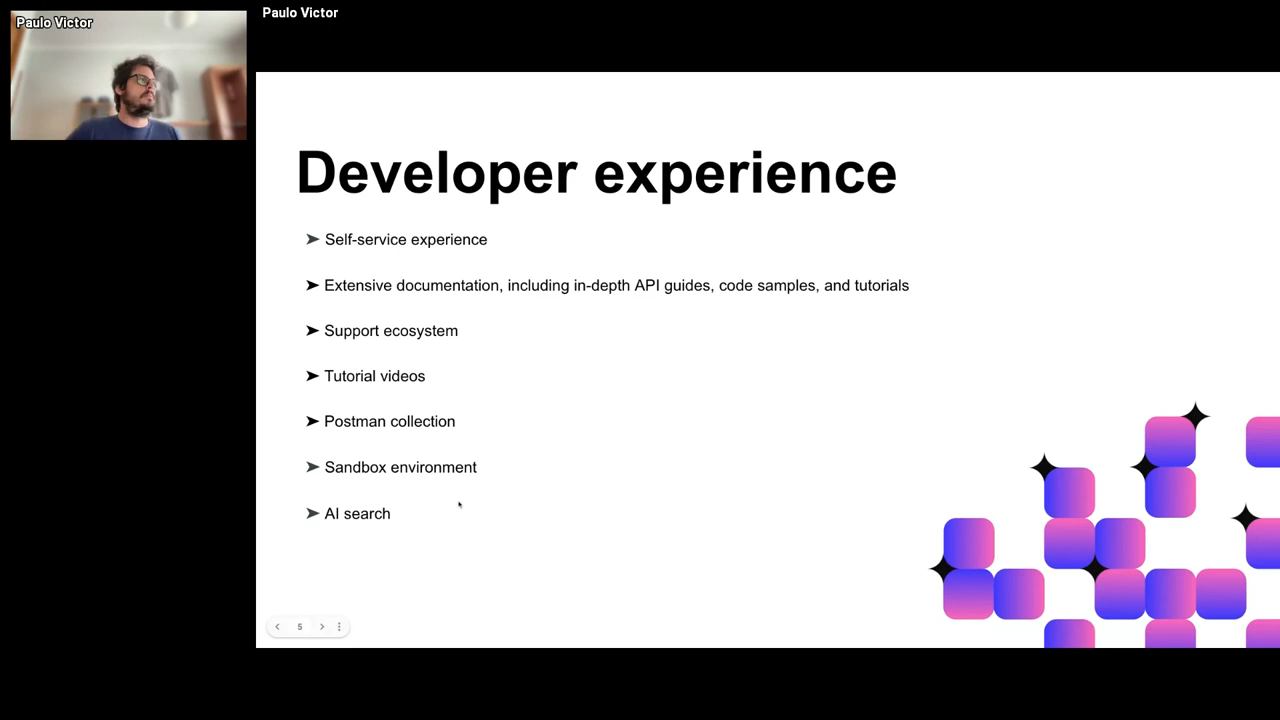 Paulo Victor
Paulo Victor
Developer experience
➤ Self-service experience
➤ Extensive documentation, including in-depth API guides, code samples, and tutorials
➤ Support ecosystem
➤ Tutorial videos
➤ Postman collection
➤ Sandbox environment
➤ AI search
5